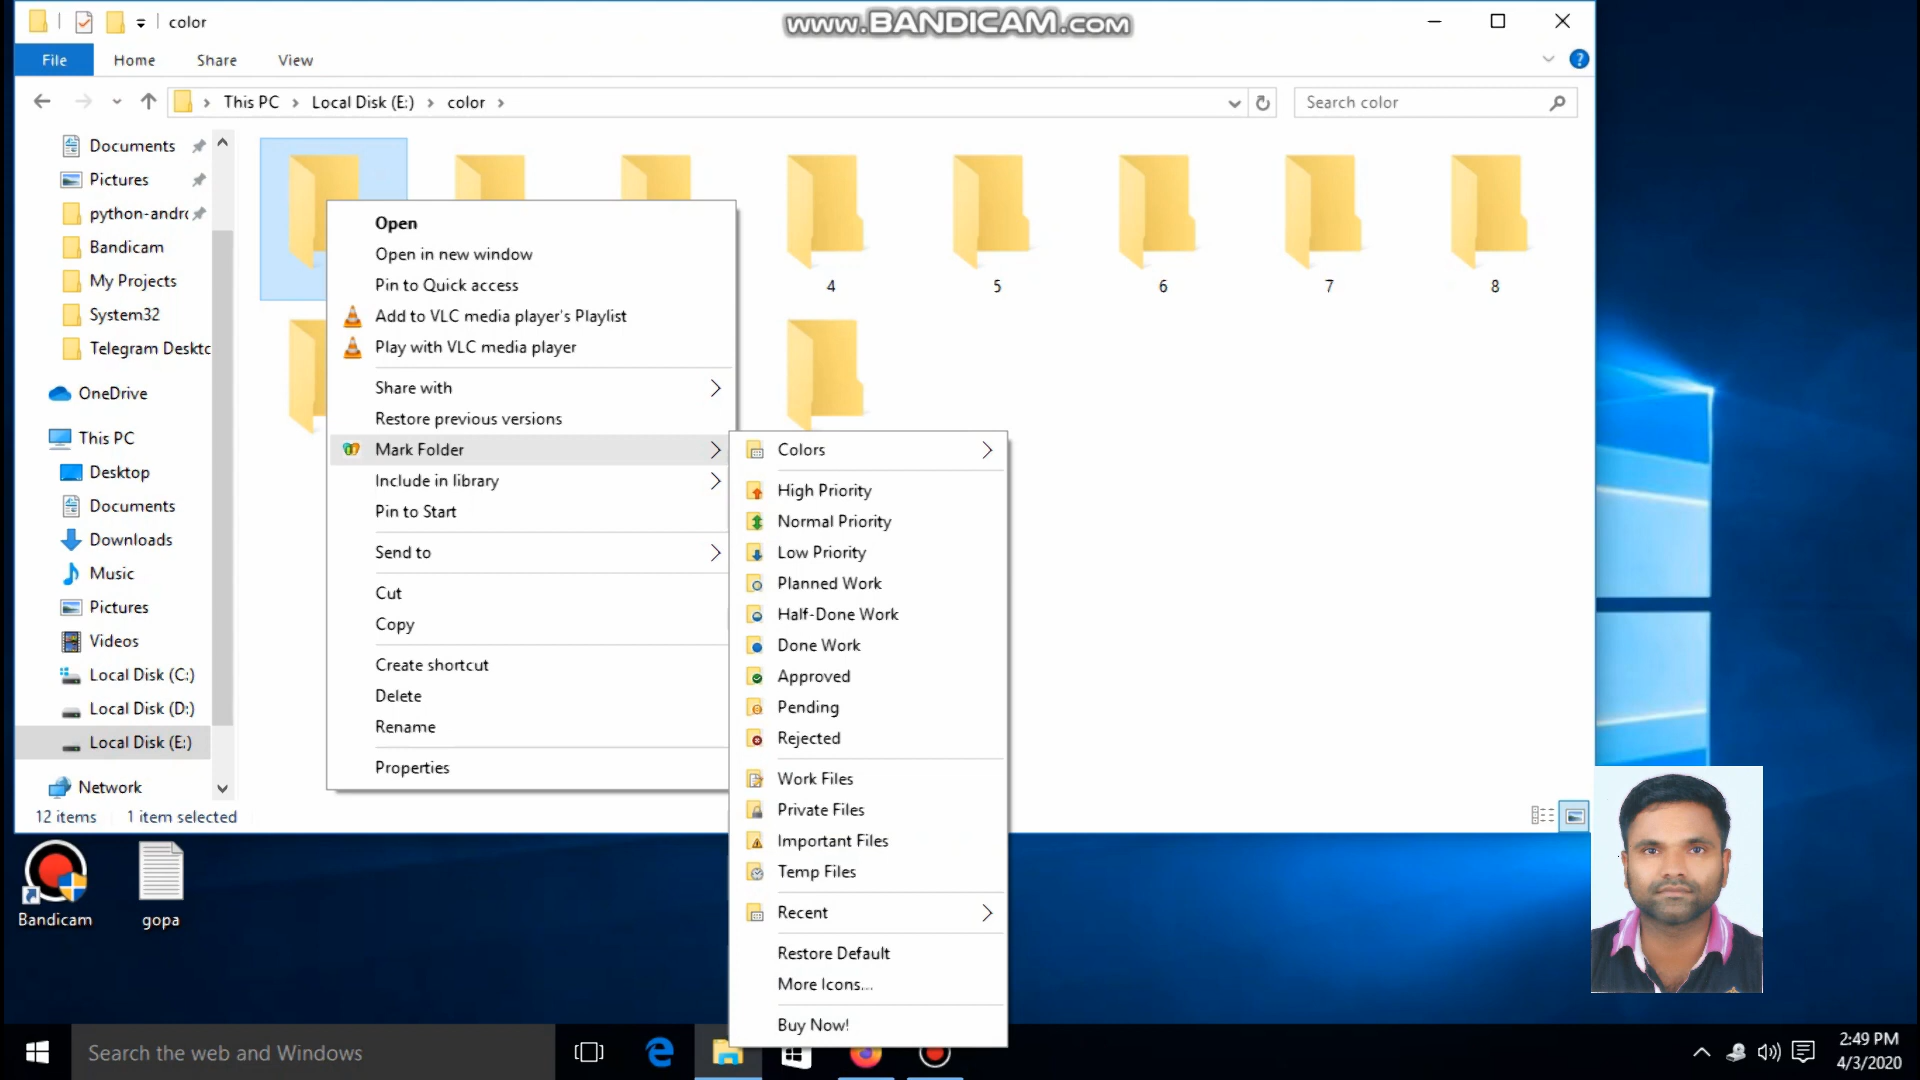 color
www.BANDICAM.com
File
Home
Share
View
This PC
Local Disk (E:)
color
Search color
Documents
Pictures
python-andr
Bandicam
My Projects
System32
Telegram Deskto
OneDrive
This PC
Desktop
Documents
Downloads
Music
Pictures
Videos
Local Disk (C:)
Local Disk (D:)
Local Disk (E:)
Network
4
5
6
7
8
Open
Open in new window
Pin to Quick access
Add to VLC media player's Playlist
Play with VLC media player
Share with
Restore previous versions
Mark Folder
Include in library
Pin to Start
Send to
Cut
Copy
Create shortcut
Delete
Rename
Properties
Colors
High Priority
Normal Priority
Low Priority
Planned Work
Half-Done Work
Done Work
Approved
Pending
Rejected
Work Files
Private Files
Important Files
Temp Files
Recent
Restore Default
More Icons...
Buy Now!
12 items
1 item selected
Bandicam
gopa
Search the web and Windows
2:49 PM
4/3/2020